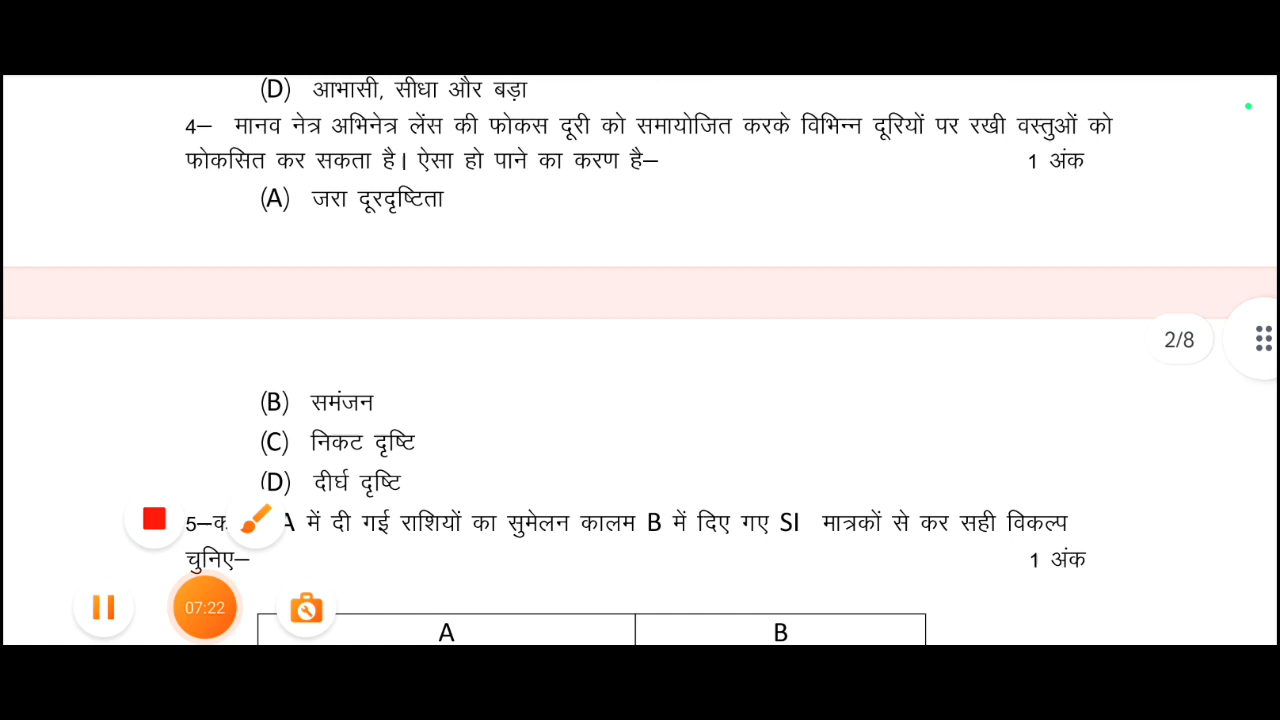 (D) आभासी, सीधा और बड़ा
4– मानव नेत्र अभिनेत्र लेंस की फोकस दूरी को समायोजित करके विभिन्न दूरियों पर रखी वस्तुओं को
फोकसित कर सकता है। ऐसा हो पाने का करण है– 1 अंक
(A) जरा दूरदृष्टिता
2/8
(B) समंजन
(C) निकट दृष्टि
(D) दीर्घ दृष्टि
5– A में दी गई राशियों का सुमेलन कालम B में दिए गए SI मात्रकों से कर सही विकल्प
चुनिए– 1 अंक
07:22
A B